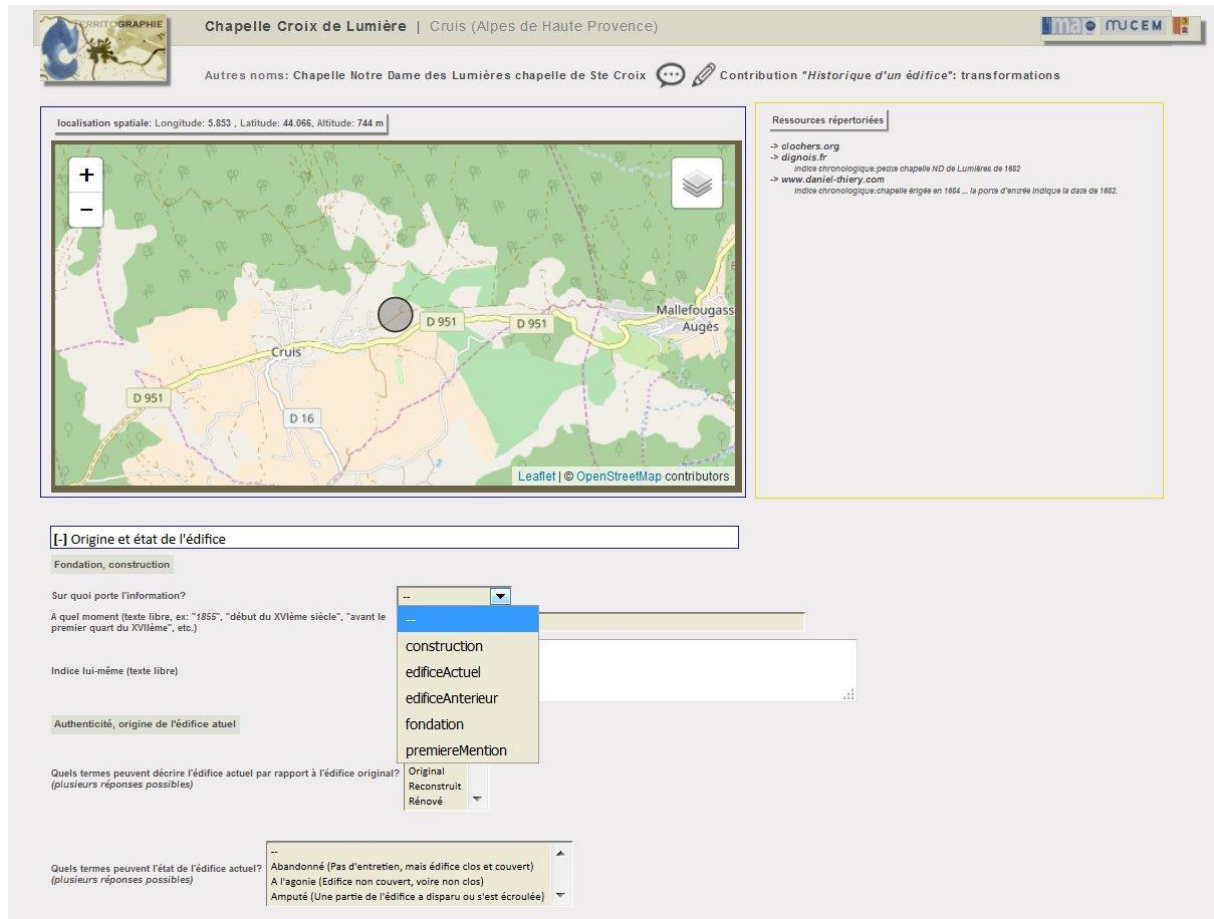 TERRITOGRAPHIE
Chapelle Croix de Lumière | Cruis (Alpes de Haute Provence)
map MUCEM
Autres noms: Chapelle Notre Dame des Lumières chapelle de Ste Croix Contribution "Historique d'un édifice": transformations
localisation spatiale: Longitude: 5.853 , Latitude: 44.066, Altitude: 744 m
+
−
D 951
D 951
Mallefougasse
Augès
Cruis
D 951
D 16
Leaflet | © OpenStreetMap contributors
Ressources répertoriées
-> clochers.org
-> dignois.fr
indice chronologique:petite chapelle ND de Lumières de 1682
-> www.daniel-thiery.com
indice chronologique:chapelle érigée en 1684 ... la porte d'entrée indique la date de 1682.
[-] Origine et état de l'édifice
Fondation, construction
Sur quoi porte l'information?
--
A quel moment (texte libre, ex: "1855", "début du XVIème siècle", "avant le
premier quart du XVIIème", etc.)
--
construction
edificeActuel
edificeAnterieur
fondation
premiereMention
Indice lui-même (texte libre)
Authenticité, origine de l'édifice atuel
Quels termes peuvent décrire l'édifice actuel par rapport à l'édifice original?
(plusieurs réponses possibles)
Original
Reconstruit
Rénové
Quels termes peuvent l'état de l'édifice actuel?
(plusieurs réponses possibles)
--
Abandonné (Pas d'entretien, mais édifice clos et couvert)
A l'agonie (Edifice non couvert, voire non clos)
Amputé (Une partie de l'édifice a disparu ou s'est écroulée)